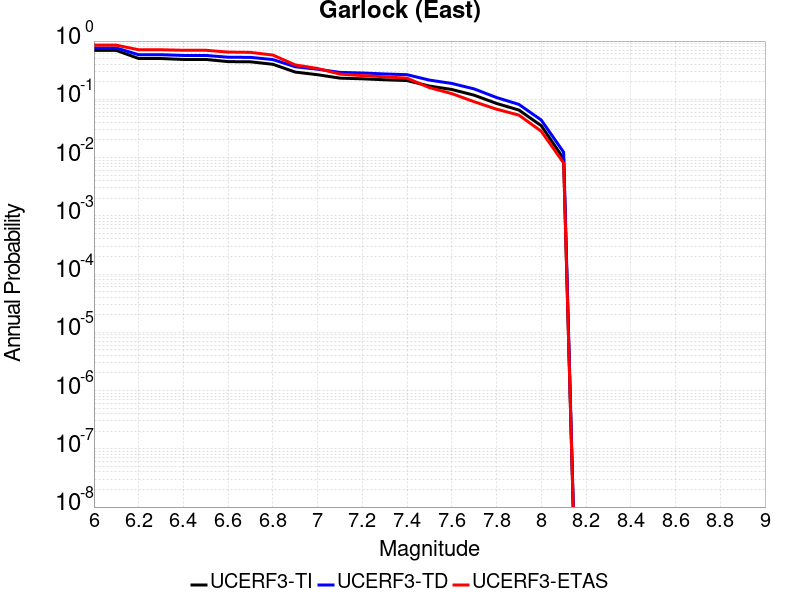 Garlock (East)
10^0
10^-1
10^-2
10^-3
10^-4
10^-5
10^-6
10^-7
10^-8
Annual Probability
6 6.2 6.4 6.6 6.8 7 7.2 7.4 7.6 7.8 8 8.2 8.4 8.6 8.8 9
Magnitude
UCERF3-TI UCERF3-TD UCERF3-ETAS